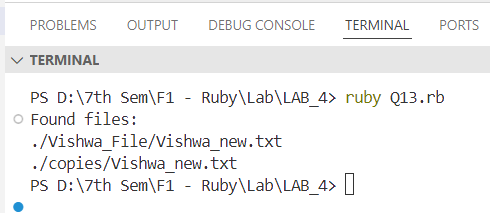 PROBLEMS OUTPUT DEBUG CONSOLE TERMINAL PORTS
TERMINAL
PS D:\7th Sem\F1 - Ruby\Lab\LAB_4> ruby Q13.rb
Found files:
./Vishwa_File/Vishwa_new.txt
./copies/Vishwa_new.txt
PS D:\7th Sem\F1 - Ruby\Lab\LAB_4>